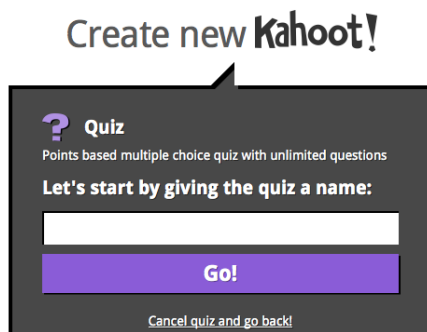 Create new Kahoot!
? Quiz
Points based multiple choice quiz with unlimited questions
Let's start by giving the quiz a name:
Go!
Cancel quiz and go back!